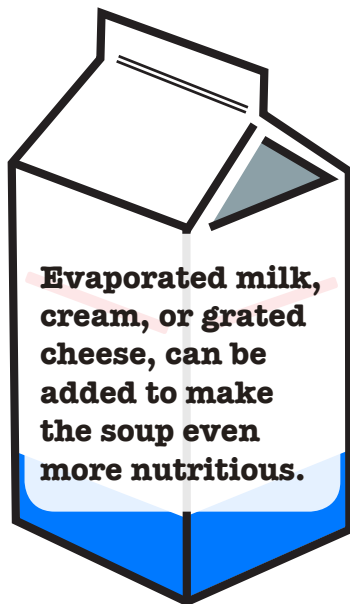 Evaporated milk,
cream, or grated
cheese, can be
added to make
the soup even
more nutritious.